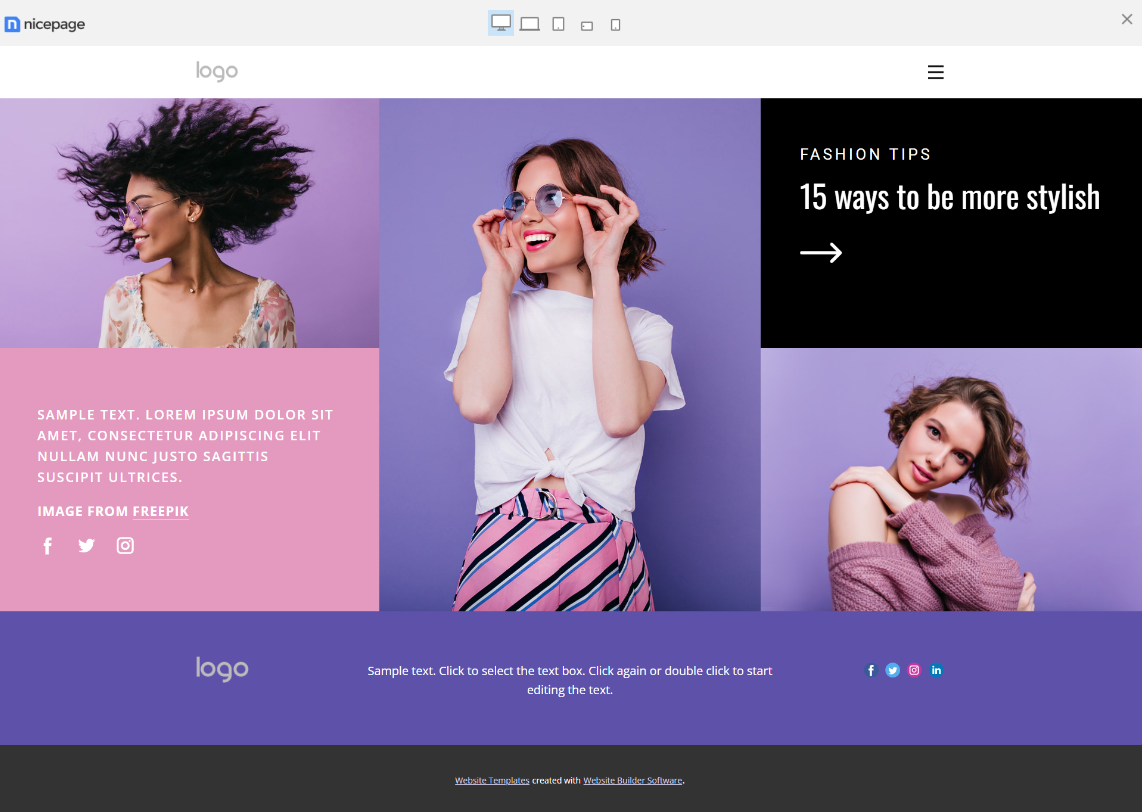 nicepage
logo
FASHION TIPS
15 ways to be more stylish
SAMPLE TEXT. LOREM IPSUM DOLOR SIT
AMET, CONSECTETUR ADIPISCING ELIT
NULLAM NUNC JUSTO SAGITTIS
SUSCIPIT ULTRICES.
IMAGE FROM FREEPIK
logo
Sample text. Click to select the text box. Click again or double click to start
editing the text.
Website Templates created with Website Builder Software.